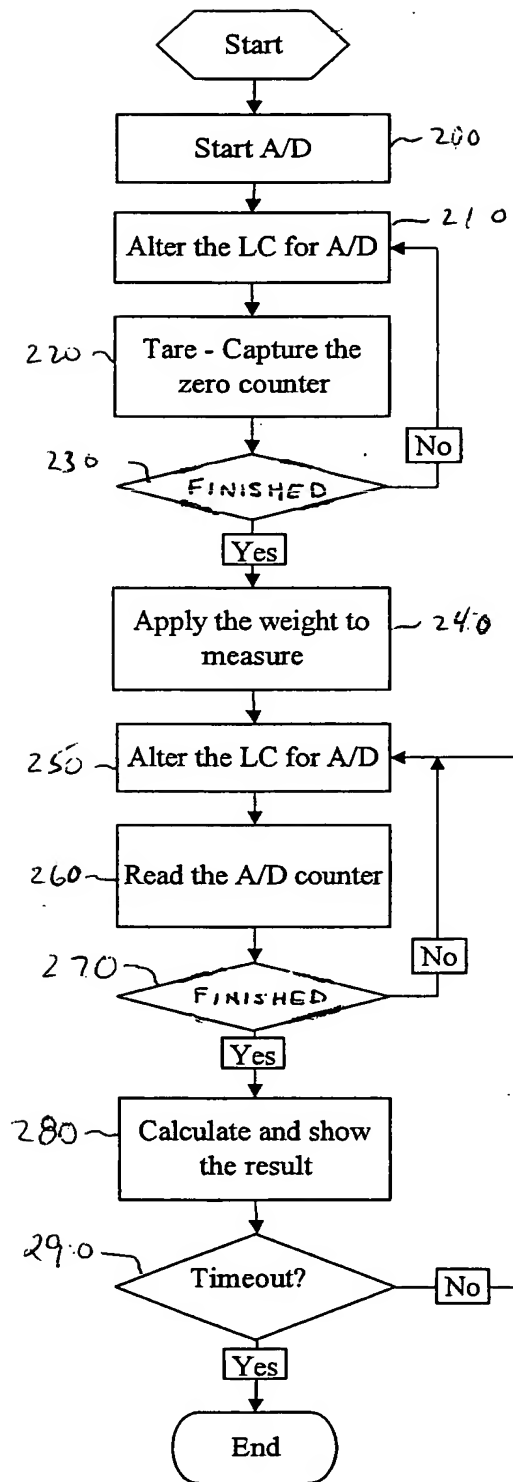 Start
Start A/D
200
Alter the LC for A/D
210
220
Tare - Capture the
zero counter
No
230
FINISHED
Yes
Apply the weight to
measure
240
250
Alter the LC for A/D
260
Read the A/D counter
No
270
FINISHED
Yes
280
Calculate and show
the result
290
Timeout?
No
Yes
End